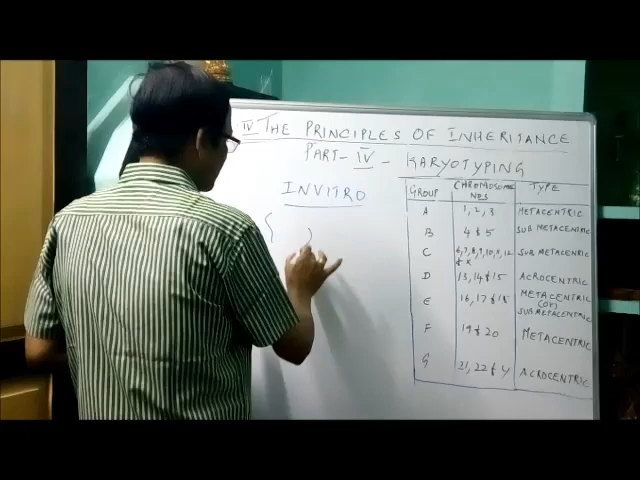 IV THE PRINCIPLES OF INHERITANCE
PART-IV - KARYOTYPING
INVITRO
GROUP CHROMOSOME NOS TYPE
A 1, 2, 3 METACENTRIC
B 4 & 5 SUB METACENTRIC
C 6,7,8,9,10,11,12 & X SUB METACENTRIC
D 13, 14 & 15 ACROCENTRIC
E 16, 17 & 18 METACENTRIC (OR) SUBMETACENTRIC
F 19 & 20 METACENTRIC
G 21, 22 & Y ACROCENTRIC